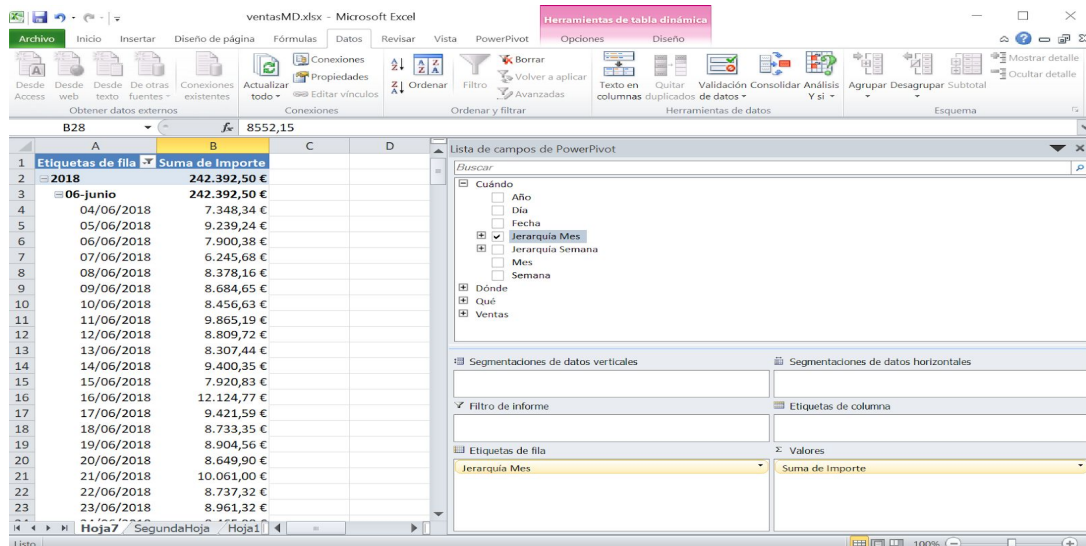 ventasMD.xlsx - Microsoft Excel
Herramientas de tabla dinámica
Archivo Inicio Insertar Diseño de página Fórmulas Datos Revisar Vista PowerPivot Opciones Diseño
Desde Access
Desde web
Desde texto
De otras fuentes
Conexiones existentes
Obtener datos externos
Actualizar todo
Conexiones
Propiedades
Editar vínculos
Conexiones
Ordenar
Filtro
Borrar
Volver a aplicar
Avanzadas
Ordenar y filtrar
Texto en columnas
Quitar duplicados
Validación de datos
Consolidar
Análisis Y si
Herramientas de datos
Agrupar
Desagrupar
Subtotal
Mostrar detalle
Ocultar detalle
Esquema
B28 fx 8552,15
A B C D
1 Etiquetas de fila Suma de Importe
2 2018 242.392,50 €
3 06-junio 242.392,50 €
4 04/06/2018 7.348,34 €
5 05/06/2018 9.239,24 €
6 06/06/2018 7.900,38 €
7 07/06/2018 6.245,68 €
8 08/06/2018 8.378,16 €
9 09/06/2018 8.684,65 €
10 10/06/2018 8.456,63 €
11 11/06/2018 9.865,19 €
12 12/06/2018 8.809,72 €
13 13/06/2018 8.307,44 €
14 14/06/2018 9.400,35 €
15 15/06/2018 7.920,83 €
16 16/06/2018 12.124,77 €
17 17/06/2018 9.421,59 €
18 18/06/2018 8.733,35 €
19 19/06/2018 8.904,56 €
20 20/06/2018 8.649,90 €
21 21/06/2018 10.061,00 €
22 22/06/2018 8.737,32 €
23 23/06/2018 8.961,32 €
Hoja7 SegundaHoja Hoja1
Lista de campos de PowerPivot
Buscar
Cuándo
Año
Día
Fecha
Jerarquía Mes
Jerarquía Semana
Mes
Semana
Dónde
Qué
Ventas
Segmentaciones de datos verticales
Segmentaciones de datos horizontales
Filtro de informe
Etiquetas de columna
Etiquetas de fila
Σ Valores
Jerarquía Mes
Suma de Importe
Listo
100%